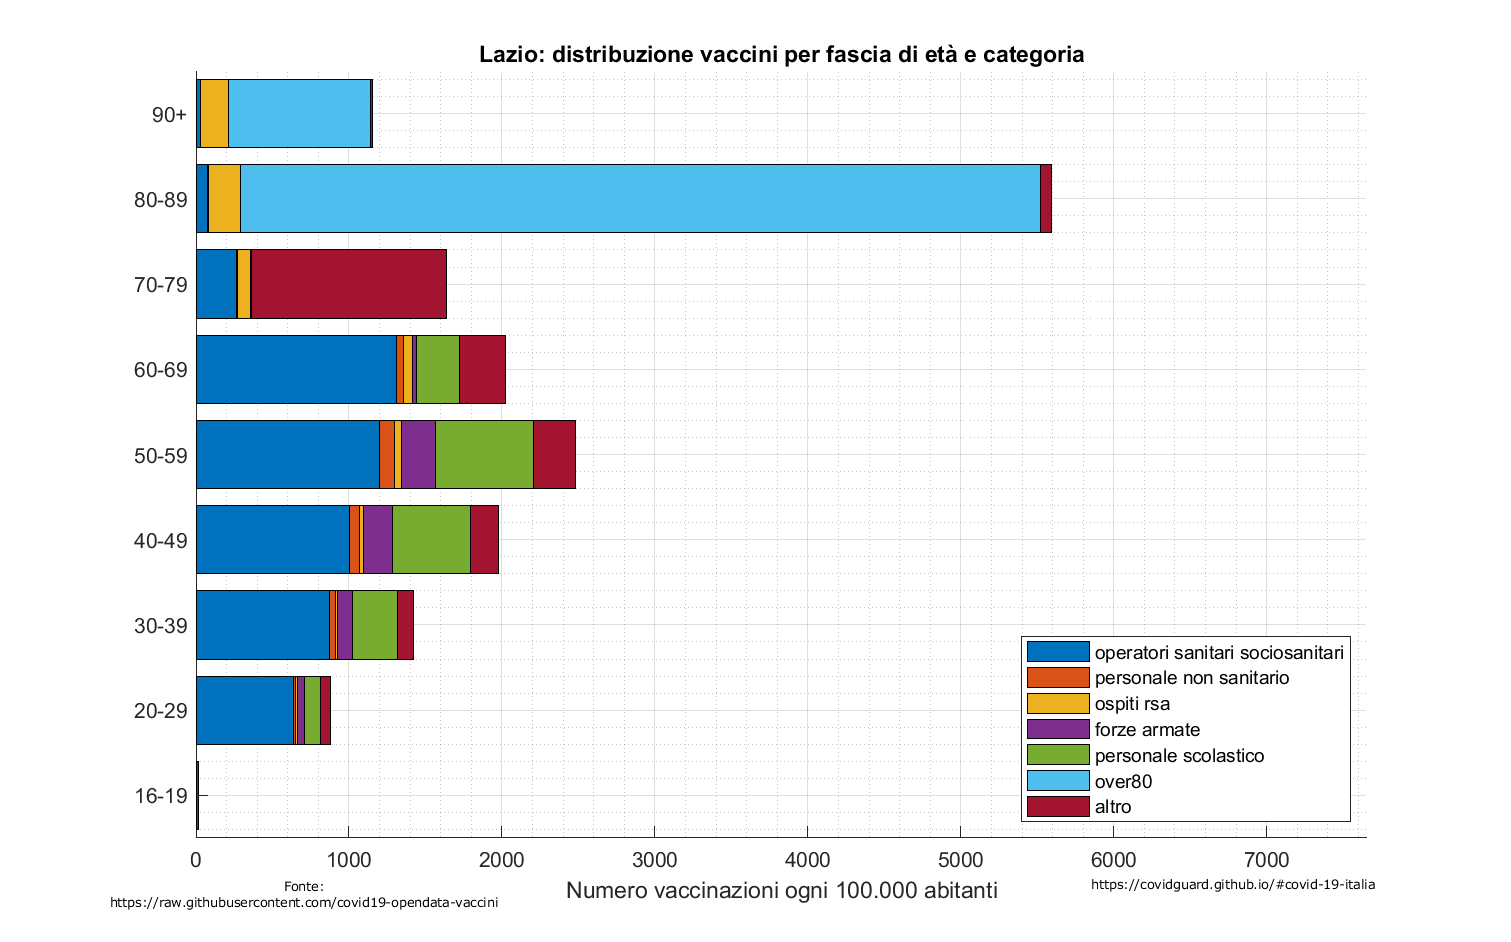 Lazio: distribuzione vaccini per fascia di età e categoria
90+
80-89
70-79
60-69
50-59
40-49
30-39
20-29
16-19
operatori sanitari sociosanitari
personale non sanitario
ospiti rsa
forze armate
personale scolastico
over80
altro
0 1000 2000 3000 4000 5000 6000 7000
Numero vaccinazioni ogni 100.000 abitanti
Fonte:
https://raw.githubusercontent.com/covid19-opendata-vaccini
https://covidguard.github.io/#covid-19-italia